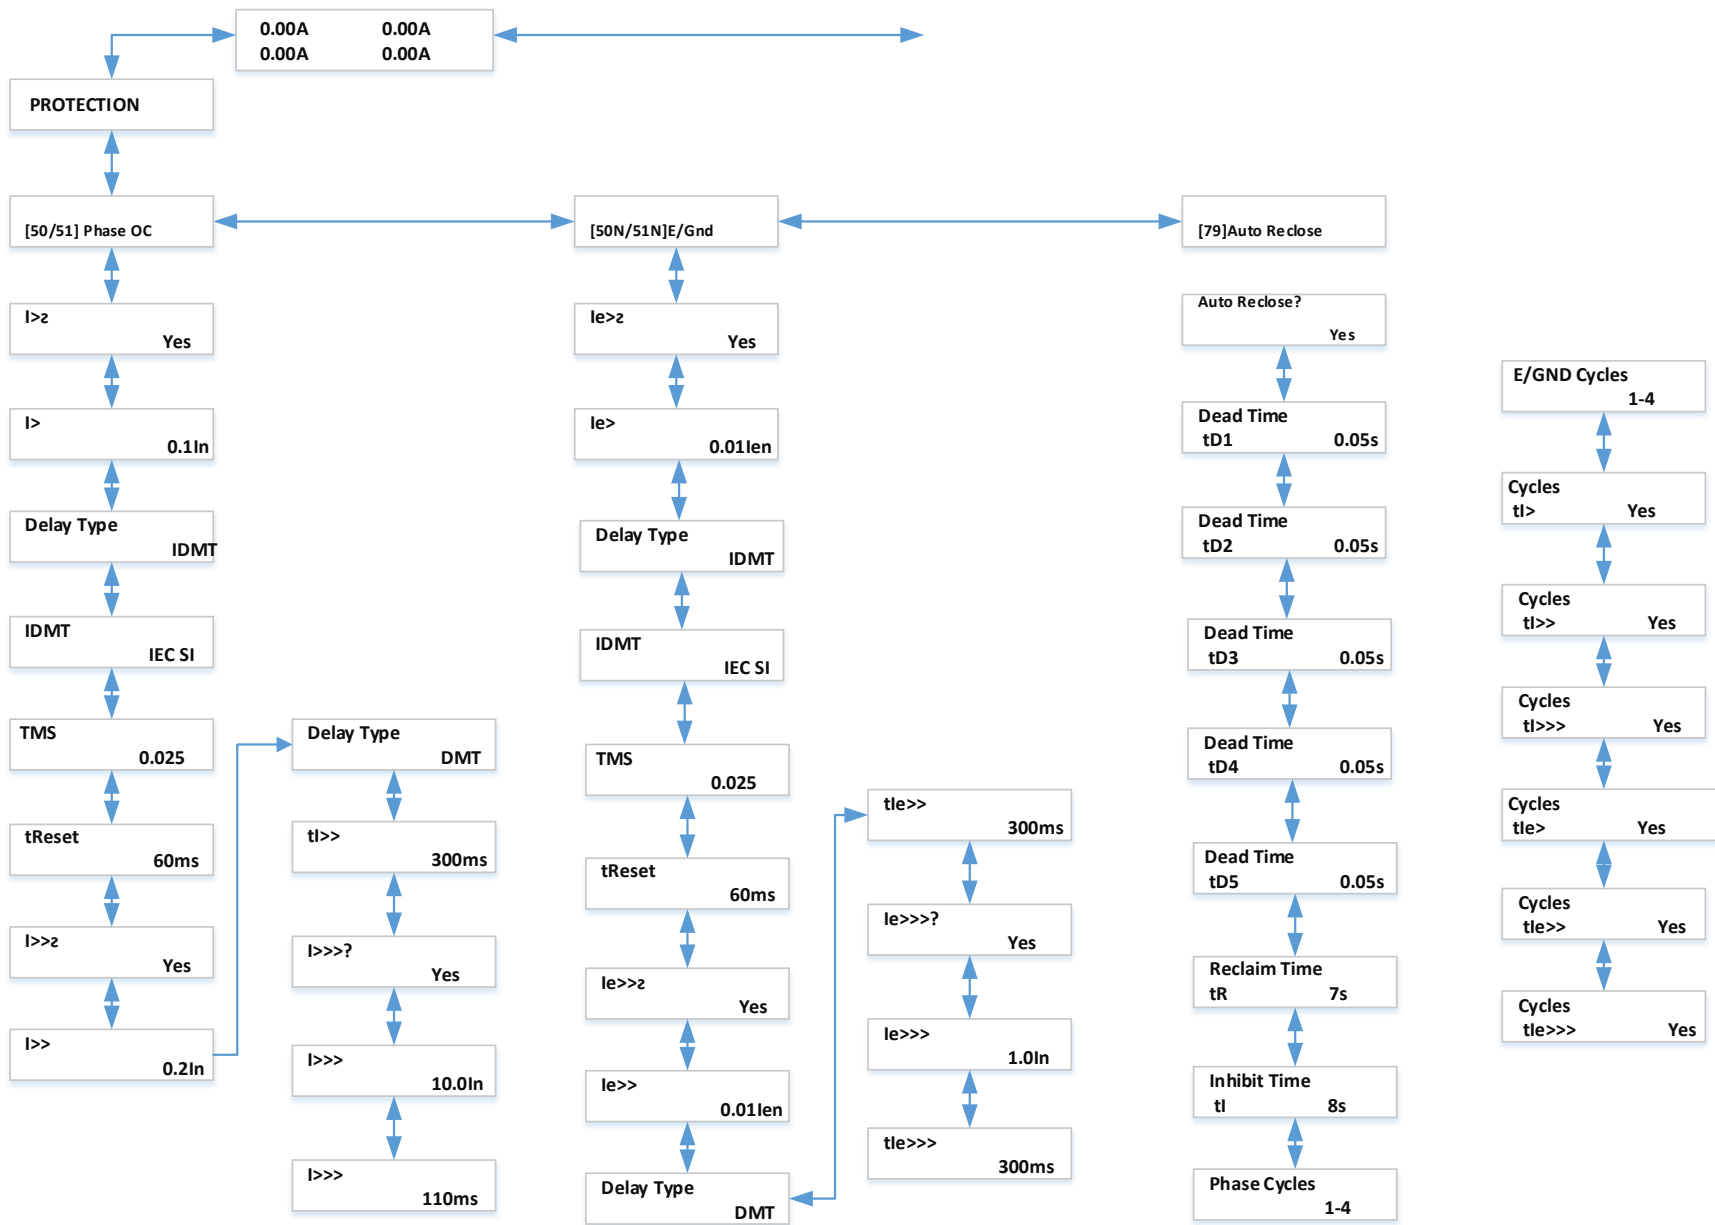 0.00A 0.00A
0.00A 0.00A
PROTECTION
[50/51] Phase OC
I>ƨ
Yes
I>
0.1In
Delay Type
IDMT
IDMT
IEC SI
TMS
0.025
tReset
60ms
I>>ƨ
Yes
I>>
0.2In
Delay Type
DMT
tI>>
300ms
I>>>?
Yes
I>>>
10.0In
I>>>
110ms
[50N/51N]E/Gnd
Ie>ƨ
Yes
Ie>
0.01Ien
Delay Type
IDMT
IDMT
IEC SI
TMS
0.025
tReset
60ms
Ie>>ƨ
Yes
Ie>>
0.01Ien
Delay Type
DMT
tIe>>
300ms
Ie>>>?
Yes
Ie>>>
1.0In
tIe>>>
300ms
[79]Auto Reclose
Auto Reclose?
Yes
Dead Time
tD1 0.05s
Dead Time
tD2 0.05s
Dead Time
tD3 0.05s
Dead Time
tD4 0.05s
Dead Time
tD5 0.05s
Reclaim Time
tR 7s
Inhibit Time
tI 8s
Phase Cycles
1-4
E/GND Cycles
1-4
Cycles
tI> Yes
Cycles
tI>> Yes
Cycles
tI>>> Yes
Cycles
tIe> Yes
Cycles
tIe>> Yes
Cycles
tIe>>> Yes